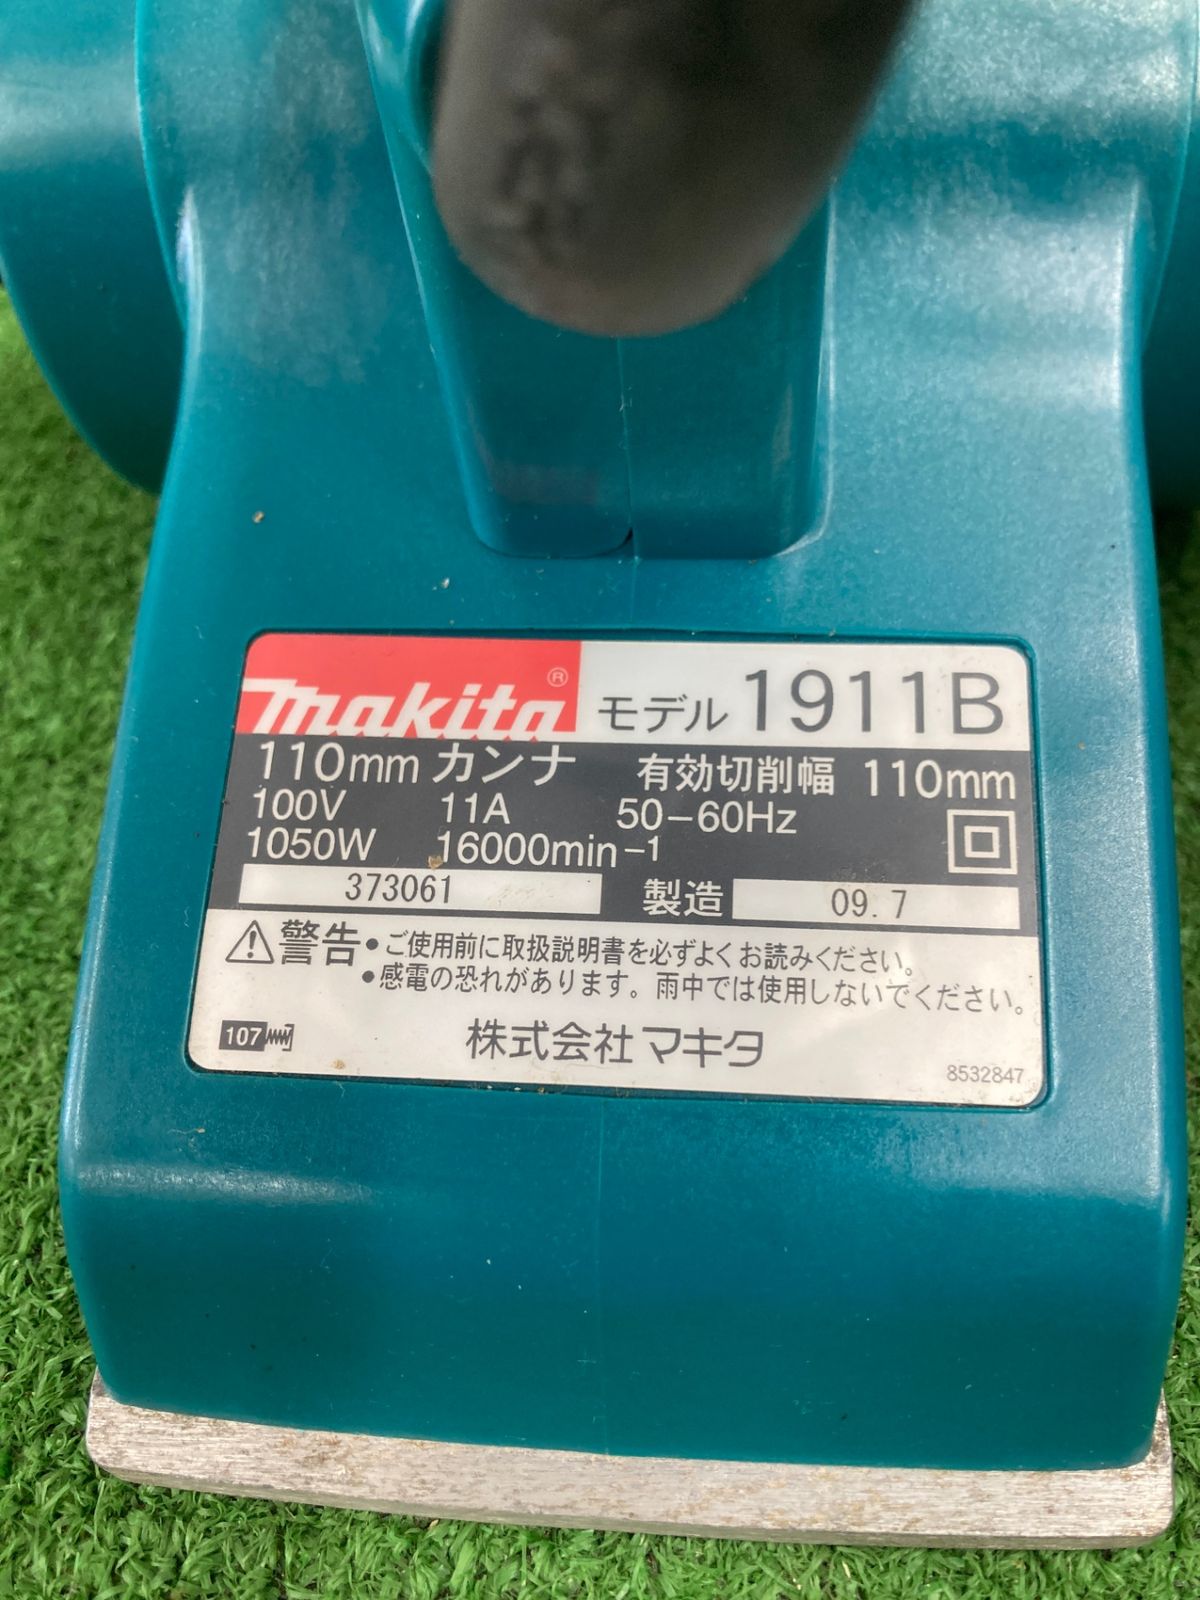 makita® モデル 1911B
110mm カンナ 有効切削幅 110mm
100V 11A 50-60Hz
1050W 16000min-1
373061 製造 09.7
⚠警告 •ご使用前に取扱説明書を必ずよくお読みください。
•感電の恐れがあります。雨中では使用しないでください。
107 株式会社マキタ
8532847